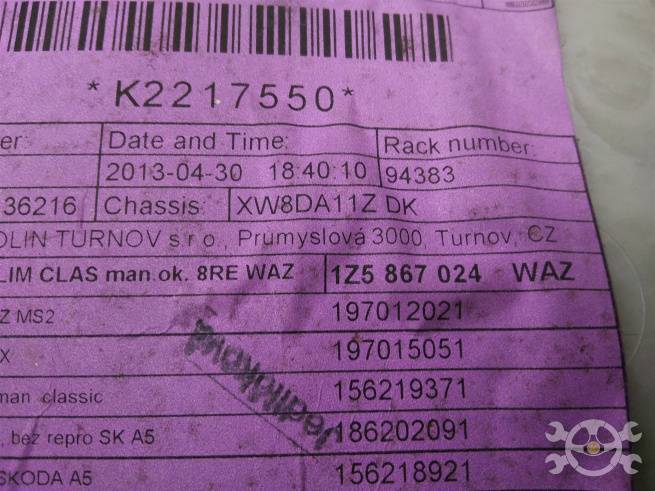 *K2217550*
er: Date and Time: Rack number:
2013-04-30 18:40:10 94383
36216 Chassis: XW8DA11Z DK
OLIN TURNOV s.r.o., Prumyslová 3000, Turnov, CZ
LIM CLAS man.ok. 8RE WAZ 1Z5 867 024 WAZ
Z MS2 197012021
X 197015051
man classic 156219371
, bez repro SK A5 186202091
SKODA A5 156218921